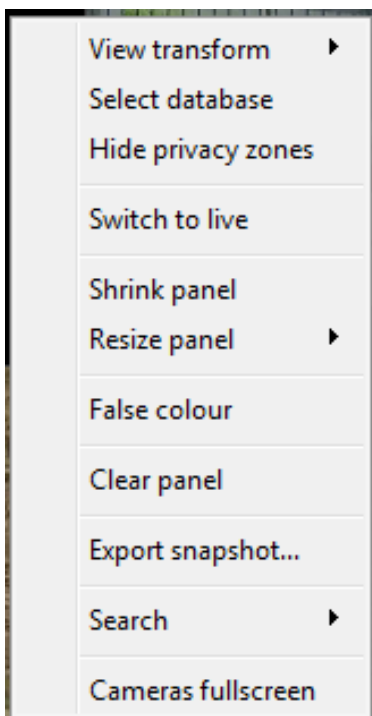 View transform
Select database
Hide privacy zones
Switch to live
Shrink panel
Resize panel
False colour
Clear panel
Export snapshot...
Search
Cameras fullscreen